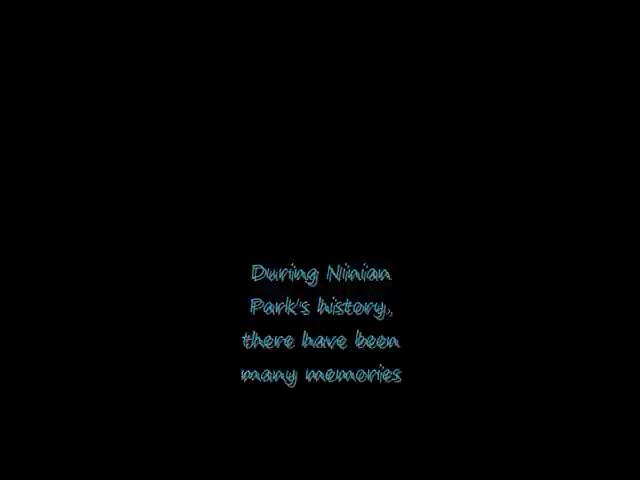 During Ninian
Park's history,
there have been
many memories